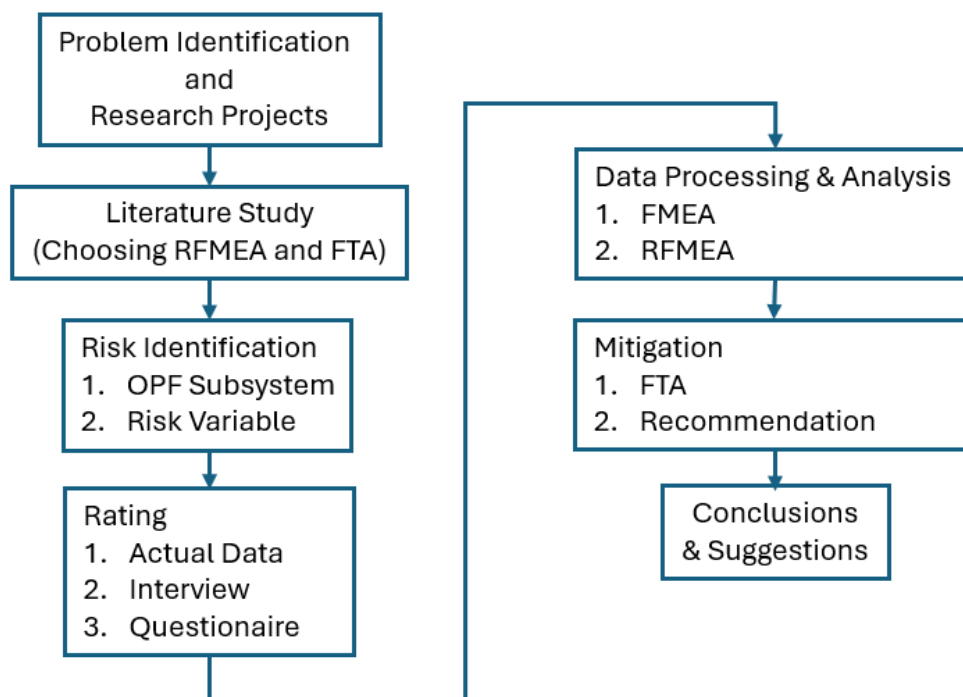 Problem Identification
and
Research Projects
Literature Study
(Choosing RFMEA and FTA)
Risk Identification
1. OPF Subsystem
2. Risk Variable
Rating
1. Actual Data
2. Interview
3. Questionaire
Data Processing & Analysis
1. FMEA
2. RFMEA
Mitigation
1. FTA
2. Recommendation
Conclusions
& Suggestions